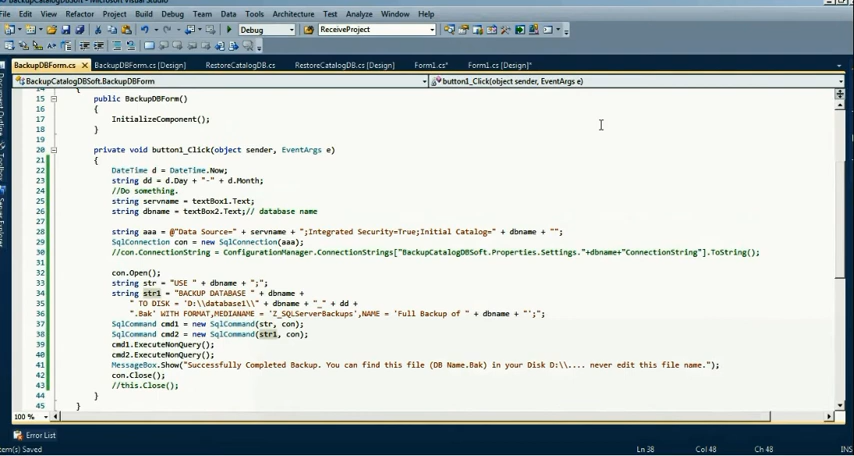 BackupCatalogDBSoft - Microsoft Visual Studio
File Edit View Refactor Project Build Debug Team Data Tools Architecture Test Analyze Window Help
Debug ReceiveProject
BackupDBForm.cs BackupDBForm.cs [Design] RestoreCatalogDB.cs RestoreCatalogDB.cs [Design] Form1.cs* Form1.cs [Design]*
BackupCatalogDBSoft.BackupDBForm button1_Click(object sender, EventArgs e)
Document Outline
Toolbox
Server Explorer
14 {
15 public BackupDBForm()
16 {
17 InitializeComponent();
18 }
19
20 private void button1_Click(object sender, EventArgs e)
21 {
22 DateTime d = DateTime.Now;
23 string dd = d.Day + "-" + d.Month;
24 //Do something.
25 string servname = textBox1.Text;
26 string dbname = textBox2.Text;// database name
28 string aaa = @"Data Source=" + servname + ";Integrated Security=True;Initial Catalog=" + dbname + "";
29 SqlConnection con = new SqlConnection(aaa);
30 //con.ConnectionString = ConfigurationManager.ConnectionStrings["BackupCatalogDBSoft.Properties.Settings."+dbname+"ConnectionString"].ToString();
31
32 con.Open();
33 string str = "USE " + dbname + ";";
34 string str1 = "BACKUP DATABASE " + dbname +
35 " TO DISK = 'D:\\database1\\" + dbname + "_" + dd +
36 ".Bak' WITH FORMAT,MEDIANAME = 'Z_SQLServerBackups',NAME = 'Full Backup of " + dbname + "';";
37 SqlCommand cmd1 = new SqlCommand(str, con);
38 SqlCommand cmd2 = new SqlCommand(str1, con);
39 cmd1.ExecuteNonQuery();
40 cmd2.ExecuteNonQuery();
41 MessageBox.Show("Successfully Completed Backup. You can find this file (DB Name.Bak) in your Disk D:\\.... never edit this file name.");
42 con.Close();
43 //this.Close();
44 }
45 }
100 %
Error List
Item(s) Saved Ln 38 Col 48 Ch 48 INS